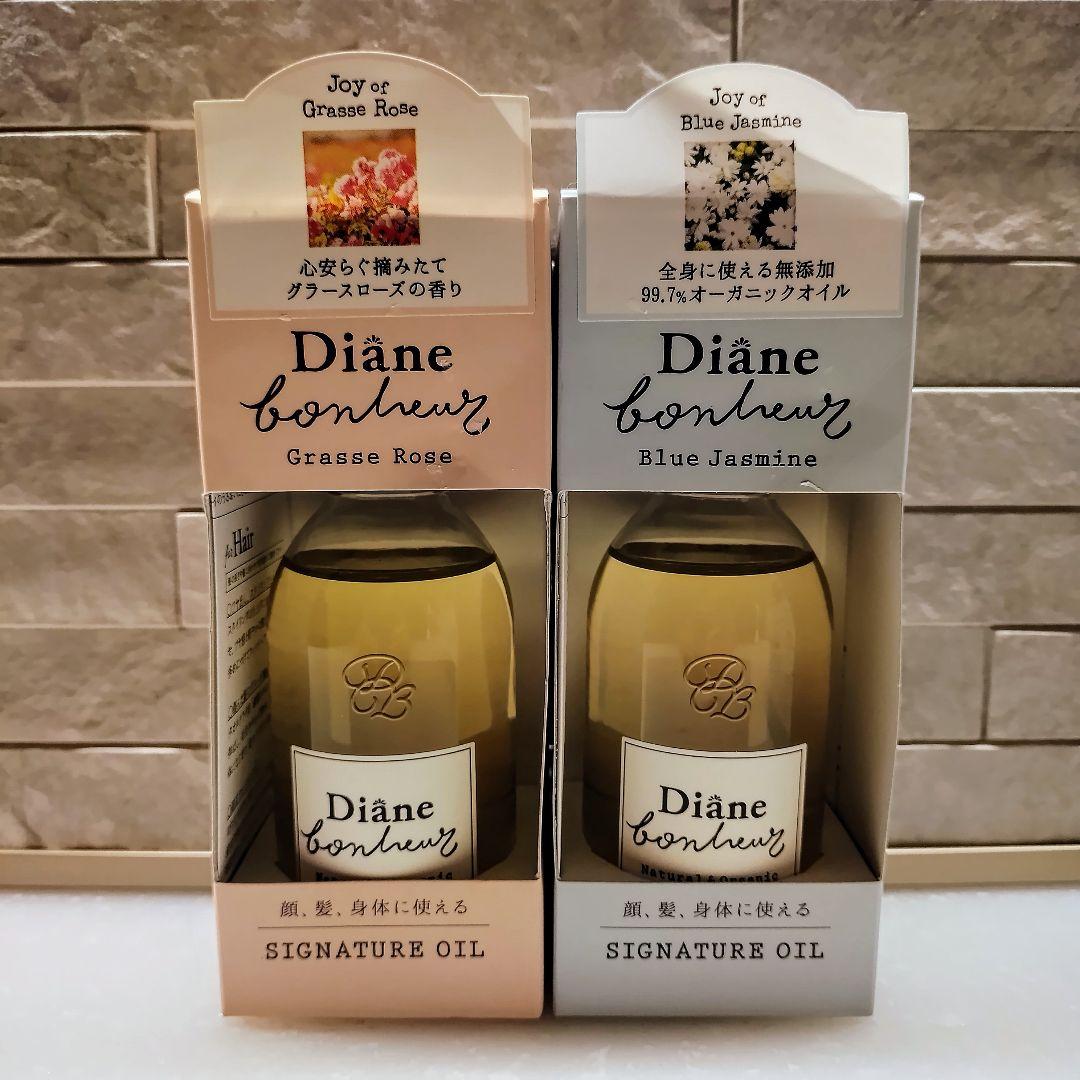 Joy of
Grasse Rose
心安らぐ摘みたて
グラースローズの香り
Diane
bonheur
Grasse Rose
for Hair
Diane
bonheur
顔、髪、身体に使える
SIGNATURE OIL
Joy of
Blue Jasmine
全身に使える無添加
99.7%オーガニックオイル
Diane
bonheur
Blue Jasmine
Diane
bonheur
Natural & Organic
顔、髪、身体に使える
SIGNATURE OIL